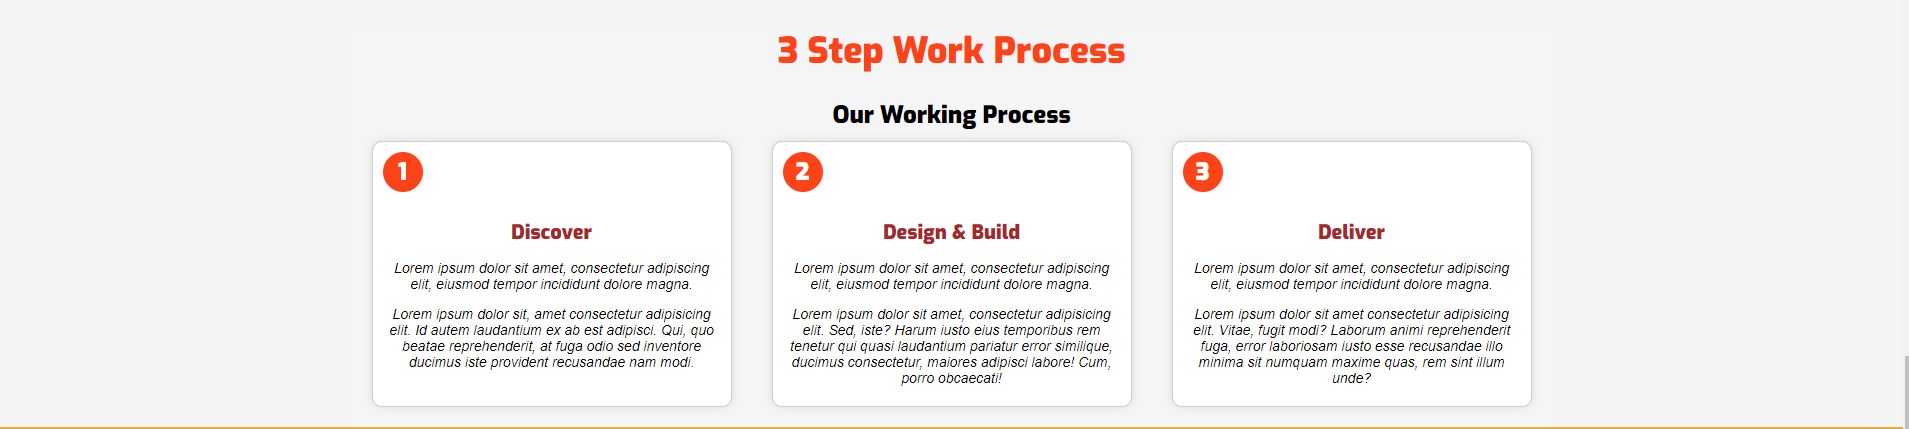 3 Step Work Process
Our Working Process
1
Discover
Lorem ipsum dolor sit amet, consectetur adipiscing
elit, eiusmod tempor incididunt dolore magna.
Lorem ipsum dolor sit, amet consectetur adipisicing
elit. Id autem laudantium ex ab est adipisci. Qui, quo
beatae reprehenderit, at fuga odio sed inventore
ducimus iste provident recusandae nam modi.
2
Design & Build
Lorem ipsum dolor sit amet, consectetur adipiscing
elit, eiusmod tempor incididunt dolore magna.
Lorem ipsum dolor sit amet, consectetur adipisicing
elit. Sed, iste? Harum iusto eius temporibus rem
tenetur qui quasi laudantium pariatur error similique,
ducimus consectetur, maiores adipisci labore! Cum,
porro obcaecati!
3
Deliver
Lorem ipsum dolor sit amet, consectetur adipiscing
elit, eiusmod tempor incididunt dolore magna.
Lorem ipsum dolor sit amet consectetur adipisicing
elit. Vitae, fugit modi? Laborum animi reprehenderit
fuga, error laboriosam iusto esse recusandae illo
minima sit numquam maxime quas, rem sint illum
unde?